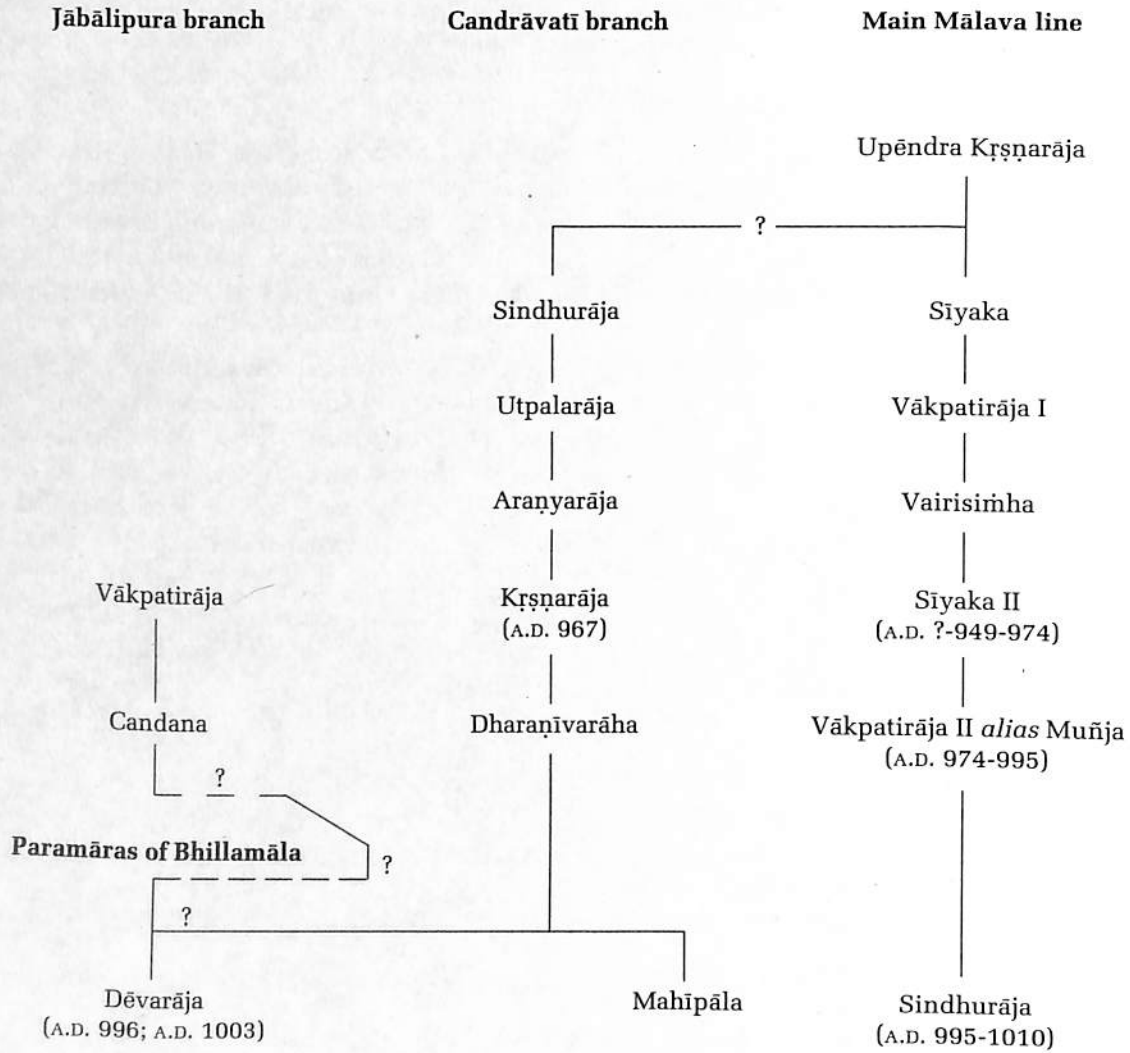 Jābālipura branch
Candrāvatī branch
Main Mālava line
Upēndra Kṛṣṇarāja
?
Sindhurāja
Sīyaka
Utpalarāja
Vākpatirāja I
Araṇyarāja
Vairisiṁha
Vākpatirāja
Kṛṣṇarāja
(A.D. 967)
Sīyaka II
(A.D. ?-949-974)
Candana
Dharaṇīvarāha
Vākpatirāja II alias Muñja
(A.D. 974-995)
?
Paramāras of Bhillamāla
?
?
Dēvarāja
(A.D. 996; A.D. 1003)
Mahīpāla
Sindhurāja
(A.D. 995-1010)